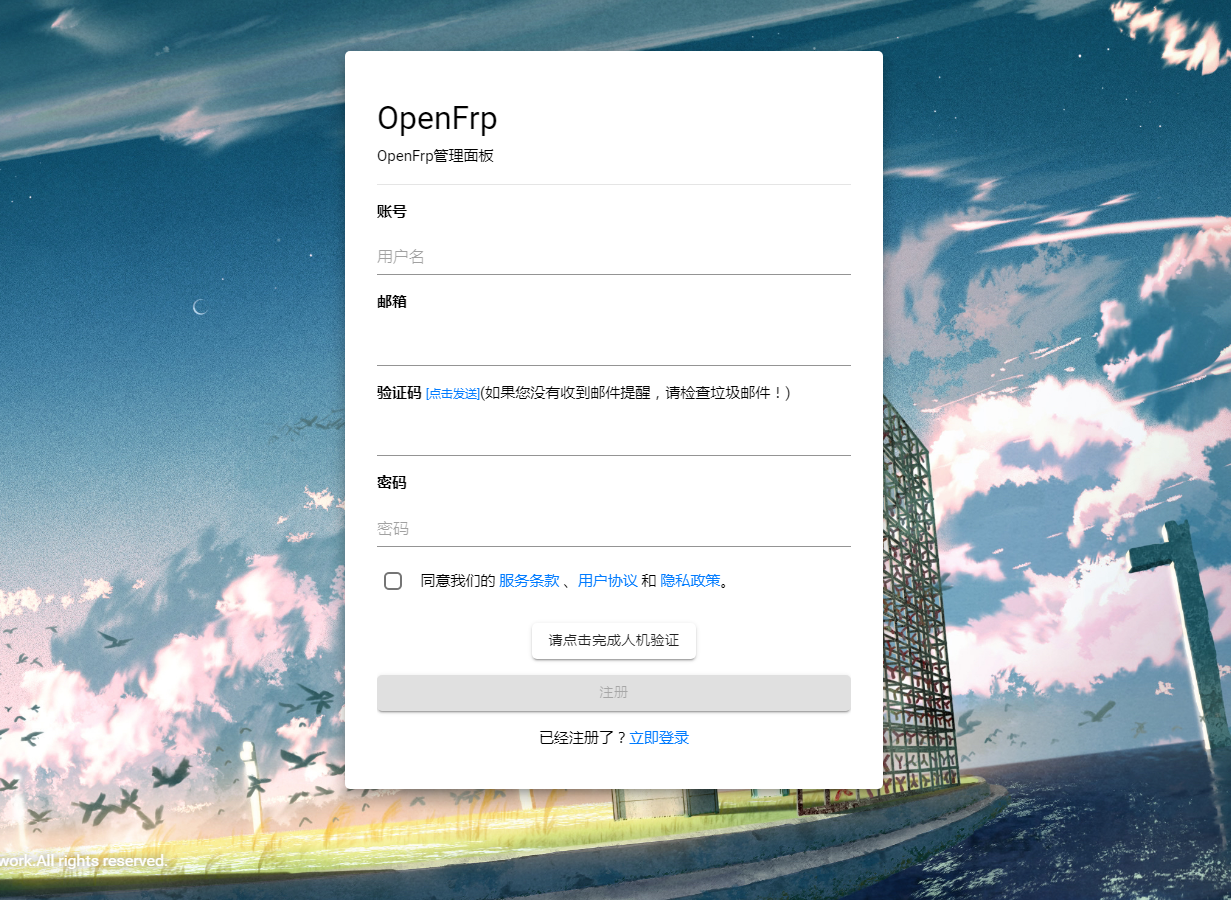 OpenFrp
OpenFrp管理面板
账号
用户名
邮箱
验证码 [点击发送](如果您没有收到邮件提醒，请检查垃圾邮件！)
密码
密码
同意我们的 服务条款 、用户协议 和 隐私政策。
请点击完成人机验证
注册
已经注册了？立即登录
work.All rights reserved.